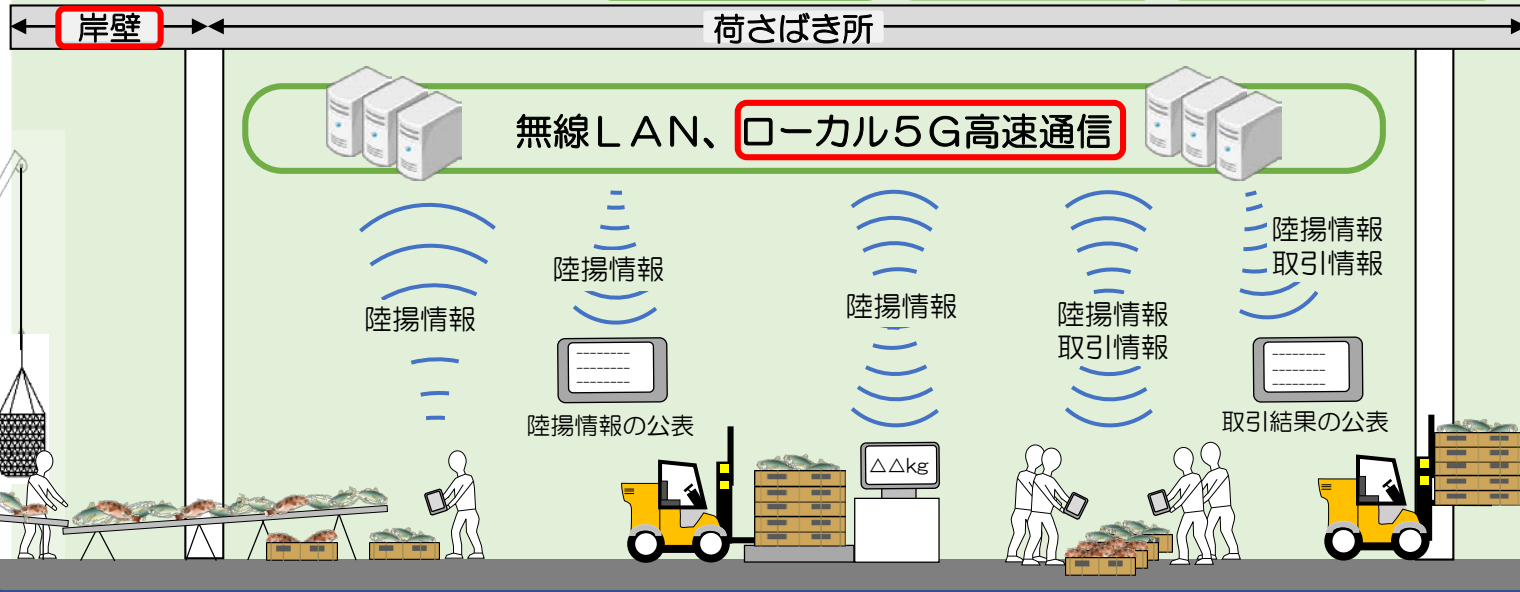 岸壁
荷さばき所
無線LAN、ローカル5G高速通信
陸揚情報
陸揚情報
陸揚情報の公表
陸揚情報
△△kg
陸揚情報
取引情報
陸揚情報
取引情報
取引結果の公表